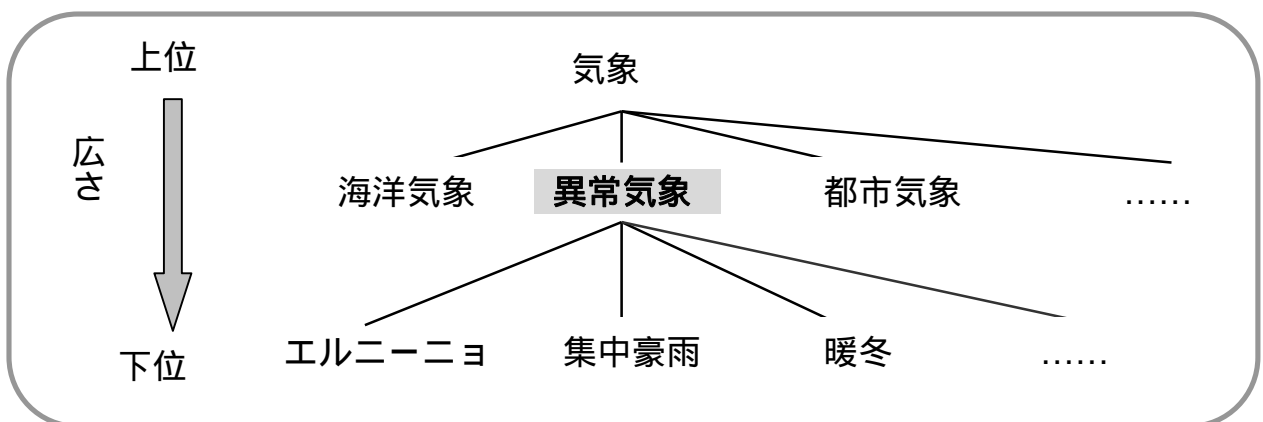 上位
気象
広さ
海洋気象 異常気象 都市気象 ……
エルニーニョ 集中豪雨 暖冬 ……
下位